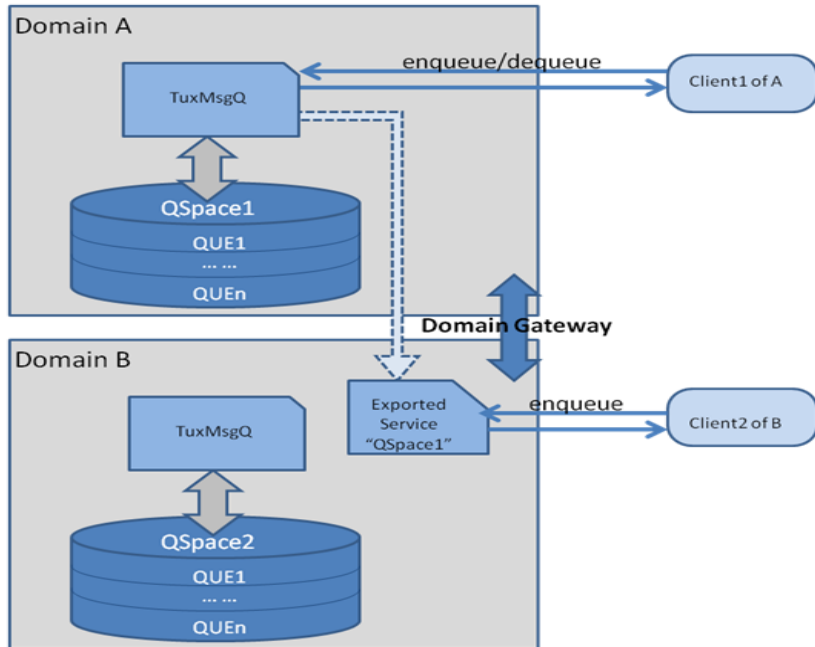 Domain A
enqueue/dequeue
Client1 of A
TuxMsgQ
QSpace1
QUE1
... ...
QUEn
Domain Gateway
Domain B
Exported
Service
“QSpace1”
enqueue
Client2 of B
TuxMsgQ
QSpace2
QUE1
... ...
QUEn